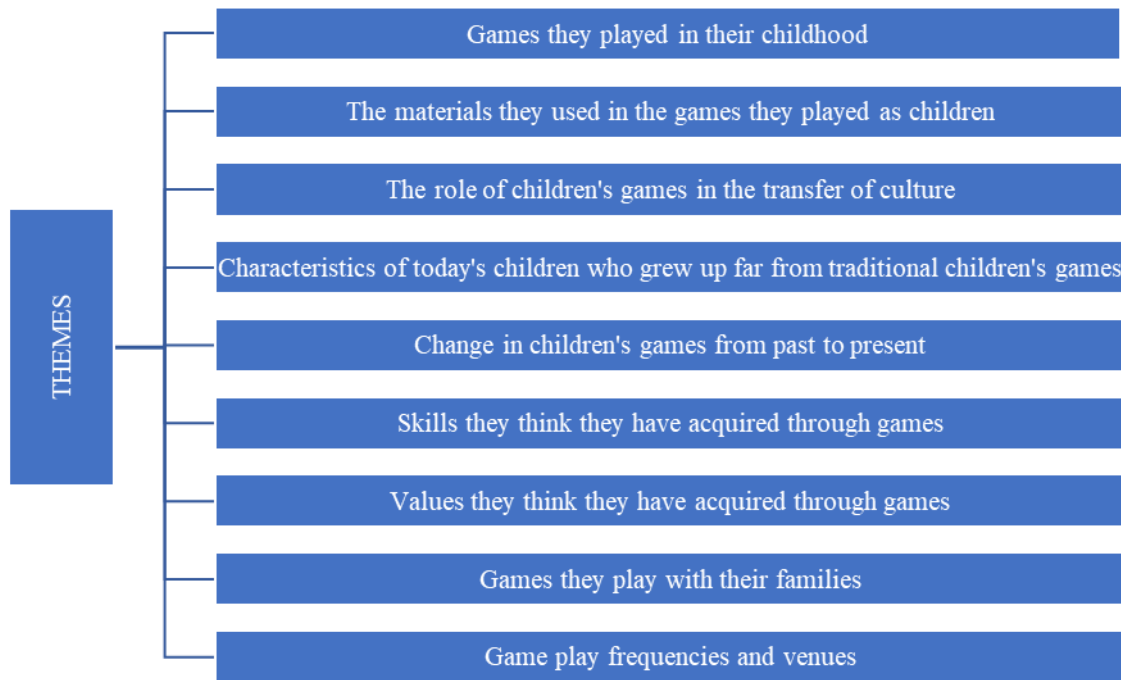 THEMES
Games they played in their childhood
The materials they used in the games they played as children
The role of children's games in the transfer of culture
Characteristics of today's children who grew up far from traditional children's games
Change in children's games from past to present
Skills they think they have acquired through games
Values they think they have acquired through games
Games they play with their families
Game play frequencies and venues